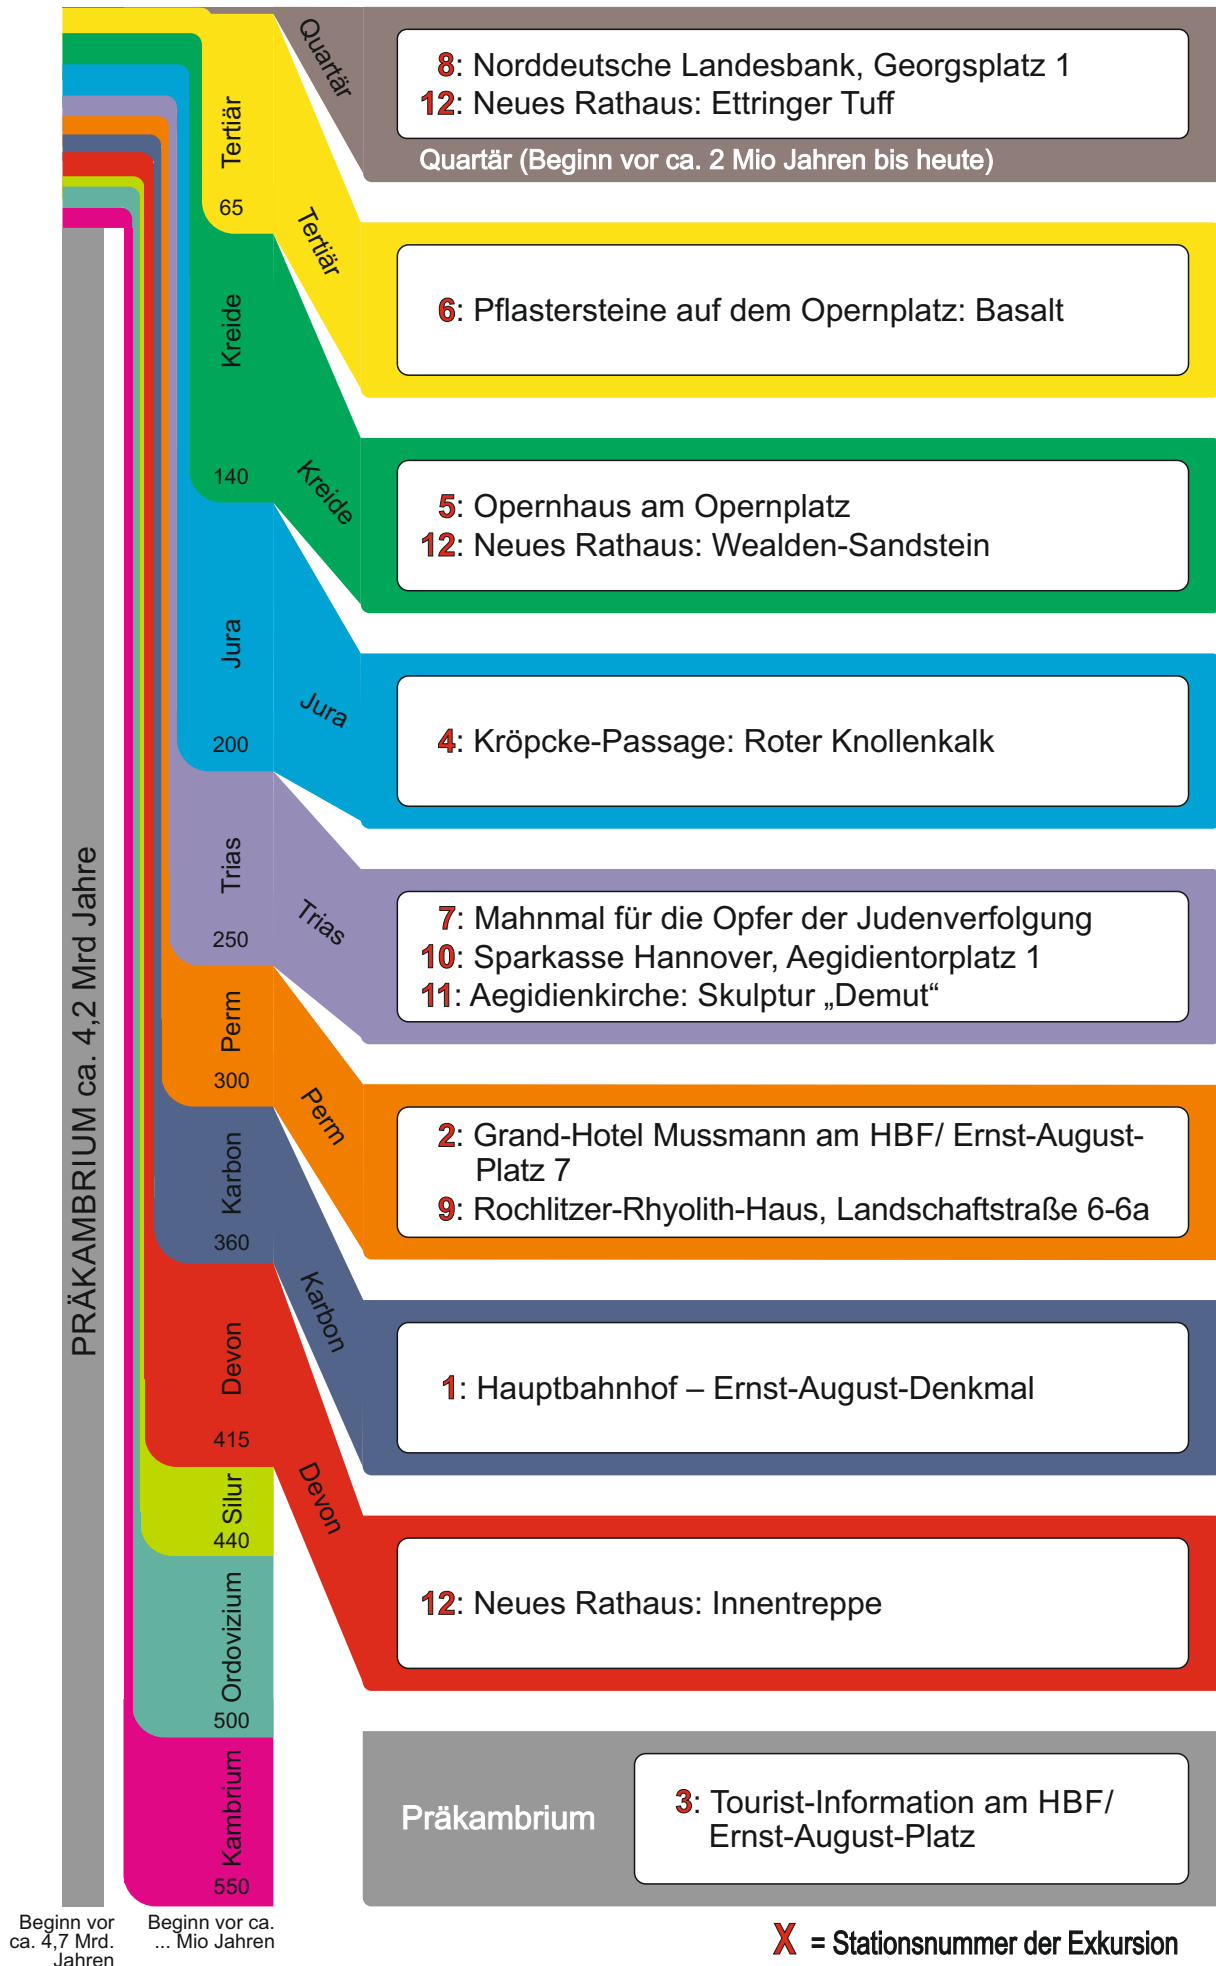 Quartär
8: Norddeutsche Landesbank, Georgsplatz 1
12: Neues Rathaus: Ettringer Tuff
Quartär (Beginn vor ca. 2 Mio Jahren bis heute)
Tertiär
65
Tertiär
6: Pflastersteine auf dem Opernplatz: Basalt
Kreide
140
Kreide
5: Opernhaus am Opernplatz
12: Neues Rathaus: Wealden-Sandstein
Jura
200
Jura
4: Kröpcke-Passage: Roter Knollenkalk
Trias
250
Trias
7: Mahnmal für die Opfer der Judenverfolgung
10: Sparkasse Hannover, Aegidientorplatz 1
11: Aegidienkirche: Skulptur „Demut“
Perm
300
Perm
2: Grand-Hotel Mussmann am HBF/ Ernst-August-
Platz 7
9: Rochlitzer-Rhyolith-Haus, Landschaftstraße 6-6a
Karbon
360
Karbon
1: Hauptbahnhof – Ernst-August-Denkmal
Devon
415
Devon
12: Neues Rathaus: Innentreppe
Silur
440
Ordovizium
500
Kambrium
550
PRÄKAMBRIUM ca. 4,2 Mrd Jahre
Präkambrium
3: Tourist-Information am HBF/
Ernst-August-Platz
Beginn vor
ca. 4,7 Mrd.
Jahren
Beginn vor ca.
... Mio Jahren
X = Stationsnummer der Exkursion